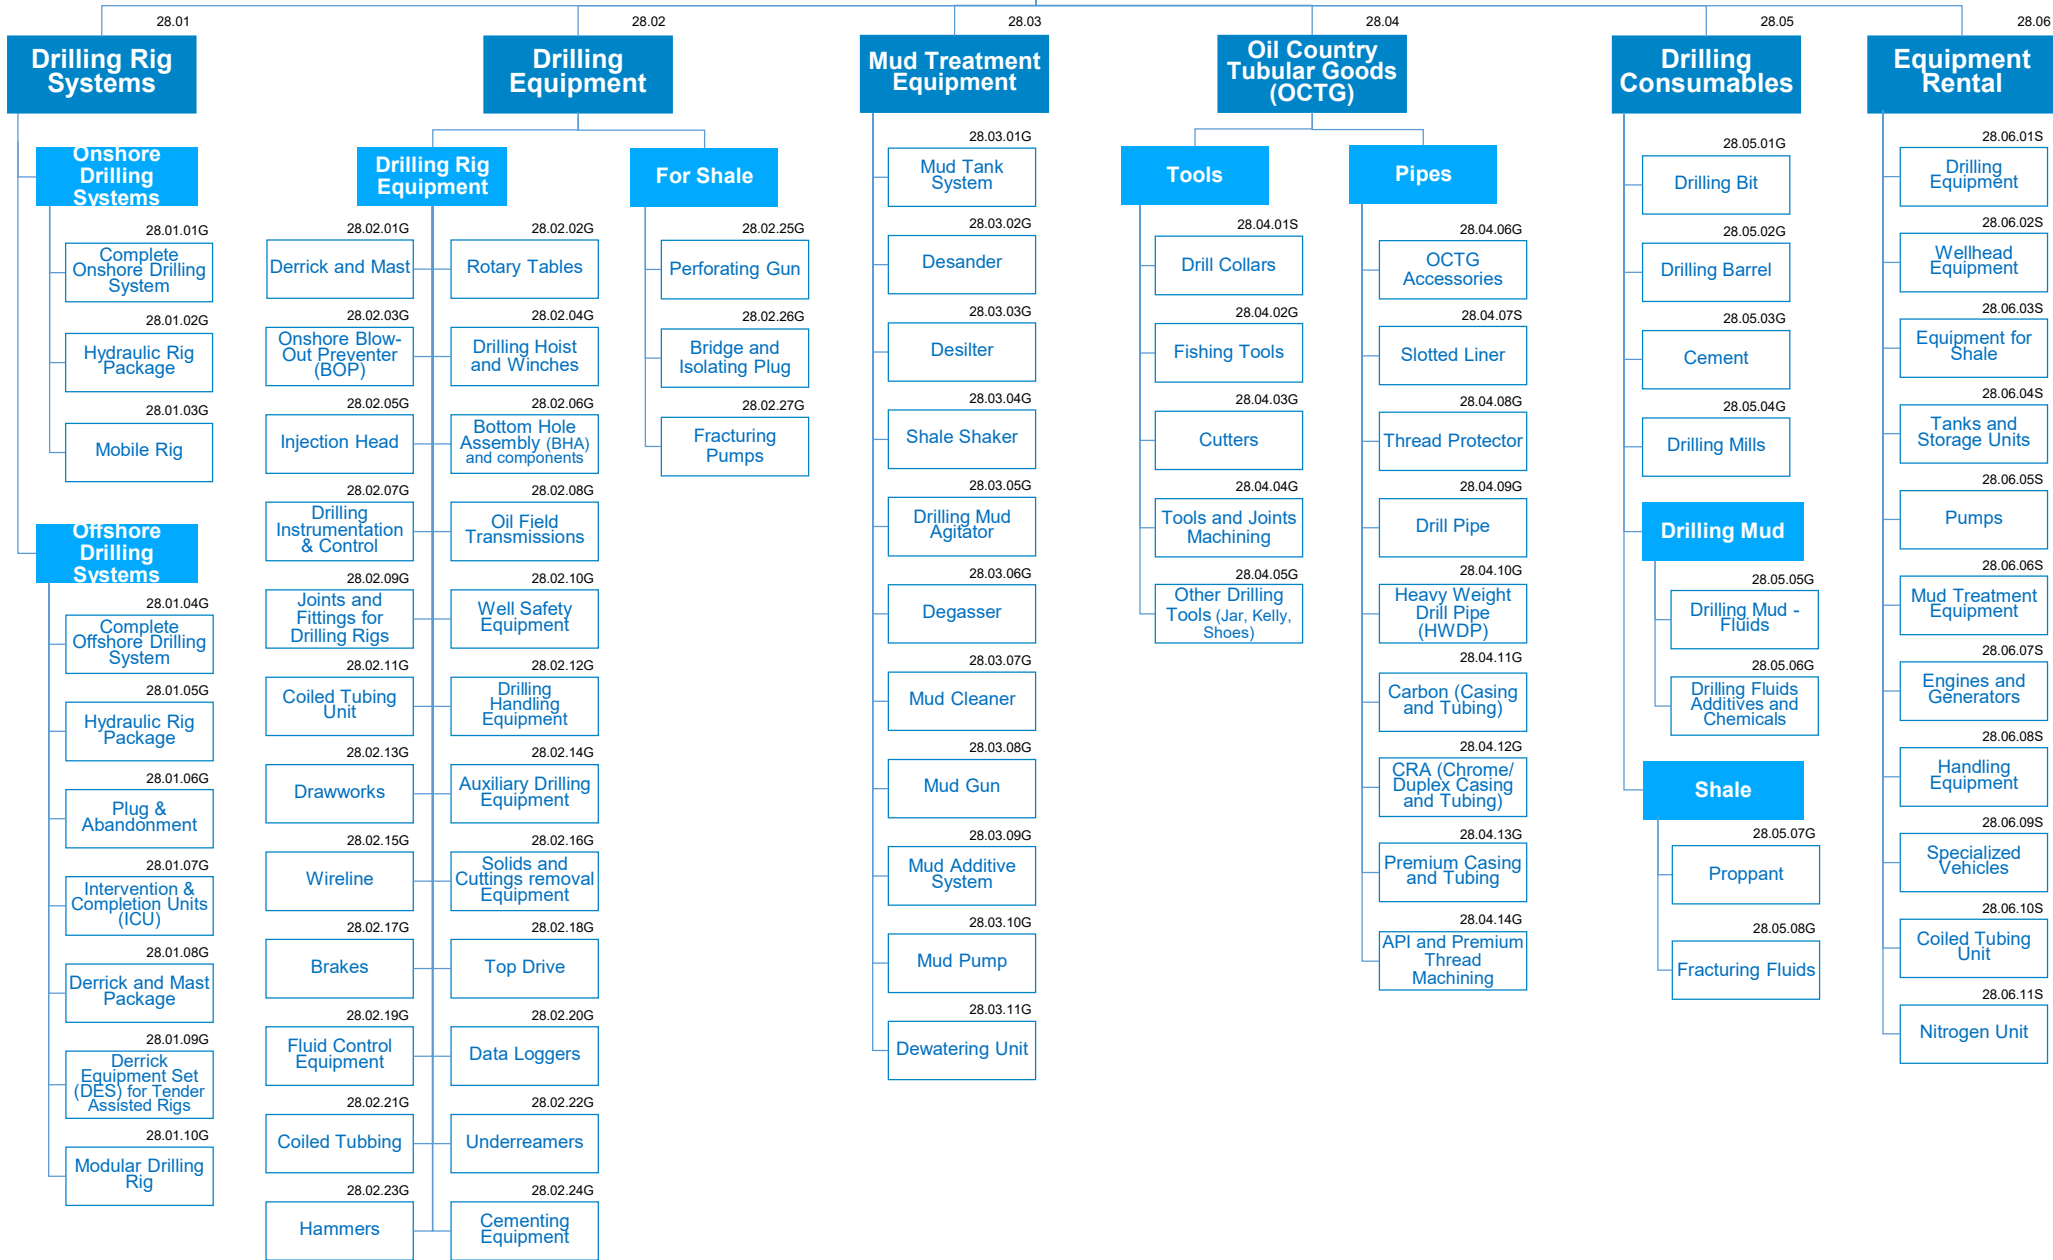 28.01
Drilling Rig
Systems
Onshore
Drilling
Systems
28.01.01G
Complete
Onshore Drilling
System
28.01.02G
Hydraulic Rig
Package
28.01.03G
Mobile Rig
Offshore
Drilling
Systems
28.01.04G
Complete
Offshore Drilling
System
28.01.05G
Hydraulic Rig
Package
28.01.06G
Plug &
Abandonment
28.01.07G
Intervention &
Completion Units
(ICU)
28.01.08G
Derrick and Mast
Package
28.01.09G
Derrick
Equipment Set
(DES) for Tender
Assisted Rigs
28.01.10G
Modular Drilling
Rig
28.02
Drilling
Equipment
Drilling Rig
Equipment
28.02.01G
Derrick and Mast
28.02.02G
Rotary Tables
28.02.03G
Onshore Blow-
Out Preventer
(BOP)
28.02.04G
Drilling Hoist
and Winches
28.02.05G
Injection Head
28.02.06G
Bottom Hole
Assembly (BHA)
and components
28.02.07G
Drilling
Instrumentation
& Control
28.02.08G
Oil Field
Transmissions
28.02.09G
Joints and
Fittings for
Drilling Rigs
28.02.10G
Well Safety
Equipment
28.02.11G
Coiled Tubing
Unit
28.02.12G
Drilling
Handling
Equipment
28.02.13G
Drawworks
28.02.14G
Auxiliary Drilling
Equipment
28.02.15G
Wireline
28.02.16G
Solids and
Cuttings removal
Equipment
28.02.17G
Brakes
28.02.18G
Top Drive
28.02.19G
Fluid Control
Equipment
28.02.20G
Data Loggers
28.02.21G
Coiled Tubbing
28.02.22G
Underreamers
28.02.23G
Hammers
28.02.24G
Cementing
Equipment
For Shale
28.02.25G
Perforating Gun
28.02.26G
Bridge and
Isolating Plug
28.02.27G
Fracturing
Pumps
28.03
Mud Treatment
Equipment
28.03.01G
Mud Tank
System
28.03.02G
Desander
28.03.03G
Desilter
28.03.04G
Shale Shaker
28.03.05G
Drilling Mud
Agitator
28.03.06G
Degasser
28.03.07G
Mud Cleaner
28.03.08G
Mud Gun
28.03.09G
Mud Additive
System
28.03.10G
Mud Pump
28.03.11G
Dewatering Unit
28.04
Oil Country
Tubular Goods
(OCTG)
Tools
28.04.01S
Drill Collars
28.04.02G
Fishing Tools
28.04.03G
Cutters
28.04.04G
Tools and Joints
Machining
28.04.05G
Other Drilling
Tools (Jar, Kelly,
Shoes)
Pipes
28.04.06G
OCTG
Accessories
28.04.07S
Slotted Liner
28.04.08G
Thread Protector
28.04.09G
Drill Pipe
28.04.10G
Heavy Weight
Drill Pipe
(HWDP)
28.04.11G
Carbon (Casing
and Tubing)
28.04.12G
CRA (Chrome/
Duplex Casing
and Tubing)
28.04.13G
Premium Casing
and Tubing
28.04.14G
API and Premium
Thread
Machining
28.05
Drilling
Consumables
28.05.01G
Drilling Bit
28.05.02G
Drilling Barrel
28.05.03G
Cement
28.05.04G
Drilling Mills
Drilling Mud
28.05.05G
Drilling Mud -
Fluids
28.05.06G
Drilling Fluids
Additives and
Chemicals
Shale
28.05.07G
Proppant
28.05.08G
Fracturing Fluids
28.06
Equipment
Rental
28.06.01S
Drilling
Equipment
28.06.02S
Wellhead
Equipment
28.06.03S
Equipment for
Shale
28.06.04S
Tanks and
Storage Units
28.06.05S
Pumps
28.06.06S
Mud Treatment
Equipment
28.06.07S
Engines and
Generators
28.06.08S
Handling
Equipment
28.06.09S
Specialized
Vehicles
28.06.10S
Coiled Tubing
Unit
28.06.11S
Nitrogen Unit